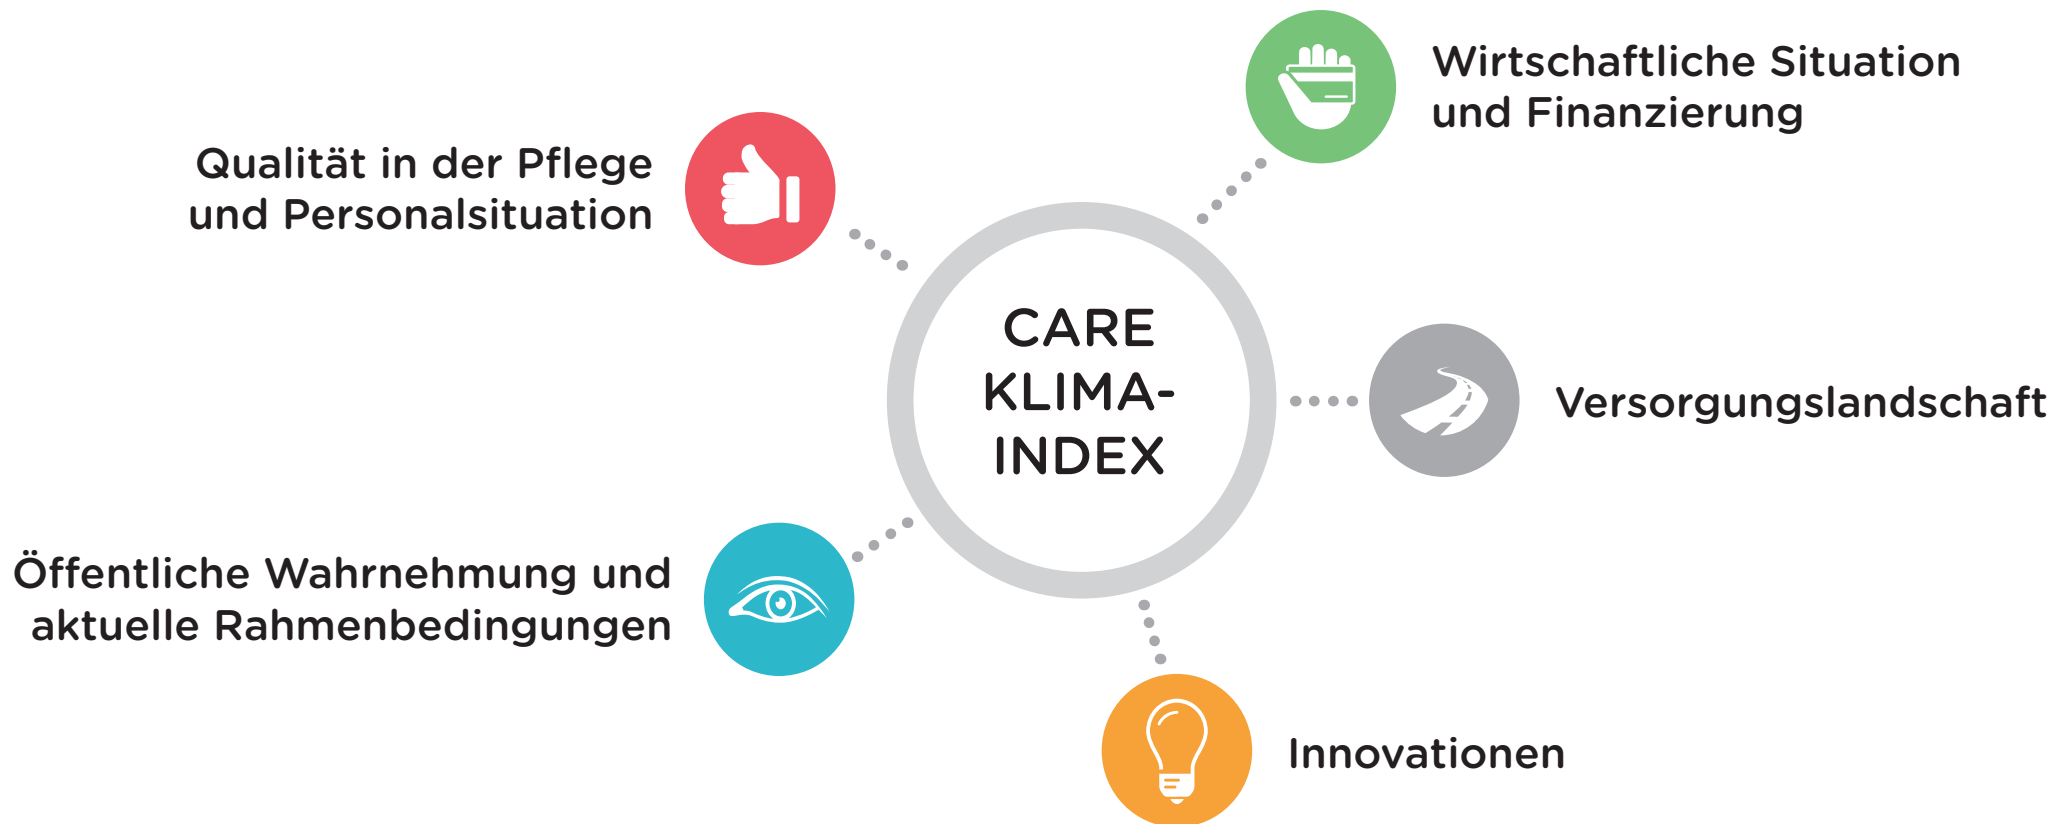 Wirtschaftliche Situation
und Finanzierung
Qualität in der Pflege
und Personalsituation
CARE
KLIMA-
INDEX
Versorgungslandschaft
Öffentliche Wahrnehmung und
aktuelle Rahmenbedingungen
Innovationen